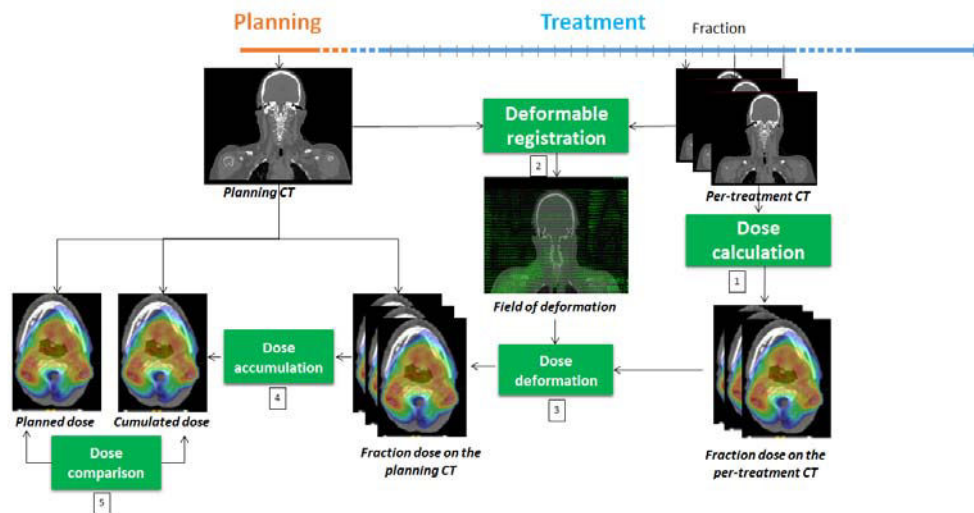 Planning
Treatment
Fraction
Deformable
registration
2
Planning CT
Per-treatment CT
Dose
calculation
1
Field of deformation
Dose
accumulation
4
Dose
deformation
3
Planned dose
Cumulated dose
Fraction dose on the
planning CT
Fraction dose on the
per-treatment CT
Dose
comparison
5